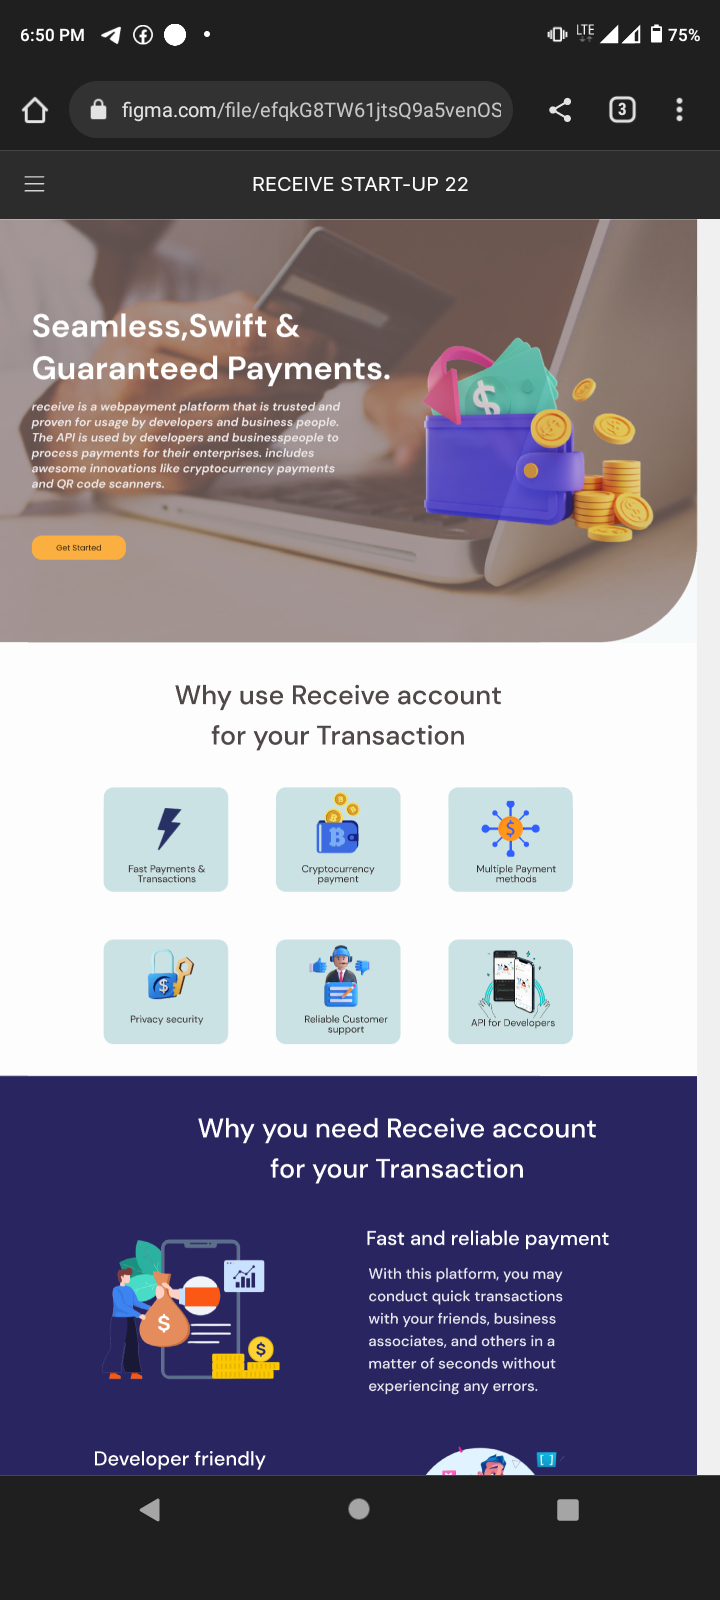 6:50 PM
LTE
75%
figma.com/file/efqkG8TW61jtsQ9a5venOS
3
RECEIVE START-UP 22
Seamless,Swift &
Guaranteed Payments.
receive is a webpayment platform that is trusted and
proven for usage by developers and business people.
The API is used by developers and businesspeople to
process payments for their enterprises. includes
awesome innovations like cryptocurrency payments
and QR code scanners.
Get Started
Why use Receive account
for your Transaction
Fast Payments &
Transactions
Cryptocurrency
payment
Multiple Payment
methods
Privacy security
Reliable Customer
support
API for Developers
Why you need Receive account
for your Transaction
Fast and reliable payment
With this platform, you may
conduct quick transactions
with your friends, business
associates, and others in a
matter of seconds without
experiencing any errors.
Developer friendly